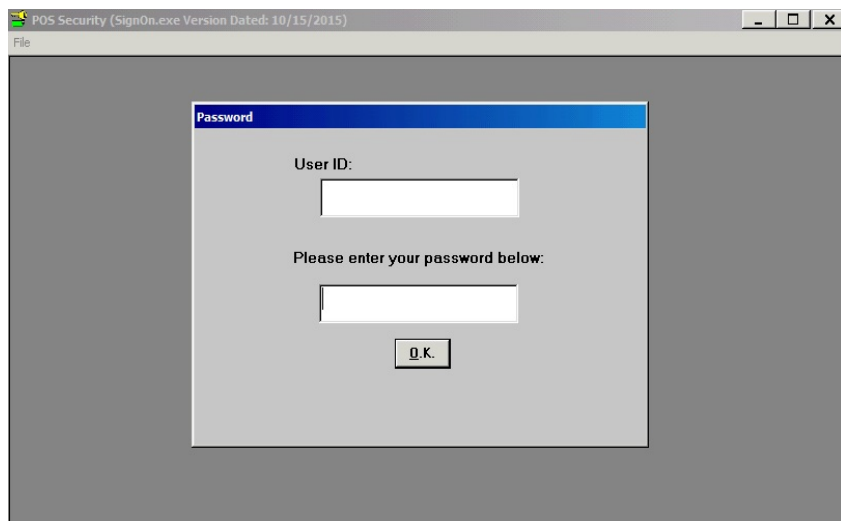 POS Security (SignOn.exe Version Dated: 10/15/2015)
File
Password
User ID:
Please enter your password below:
O.K.